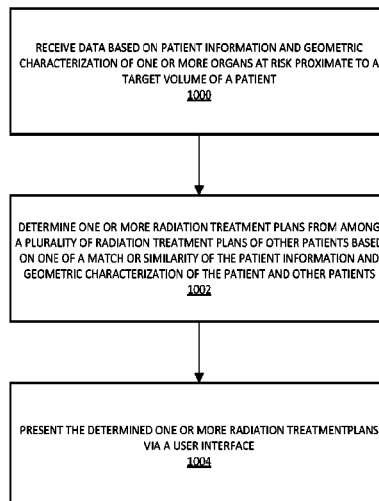 RECEIVE DATA BASED ON PATIENT INFORMATION AND GEOMETRIC
CHARACTERIZATION OF ONE OR MORE ORGANS AT RISK PROXIMATE TO A
TARGET VOLUME OF A PATIENT
1000
DETERMINE ONE OR MORE RADIATION TREATMENT PLANS FROM AMONG
A PLURALITY OF RADIATION TREATMENT PLANS OF OTHER PATIENTS BASED
ON ONE OF A MATCH OR SIMILARITY OF THE PATIENT INFORMATION AND
GEOMETRIC CHARACTERIZATION OF THE PATIENT AND OTHER PATIENTS
1002
PRESENT THE DETERMINED ONE OR MORE RADIATION TREATMENTPLANS
VIA A USER INTERFACE
1004